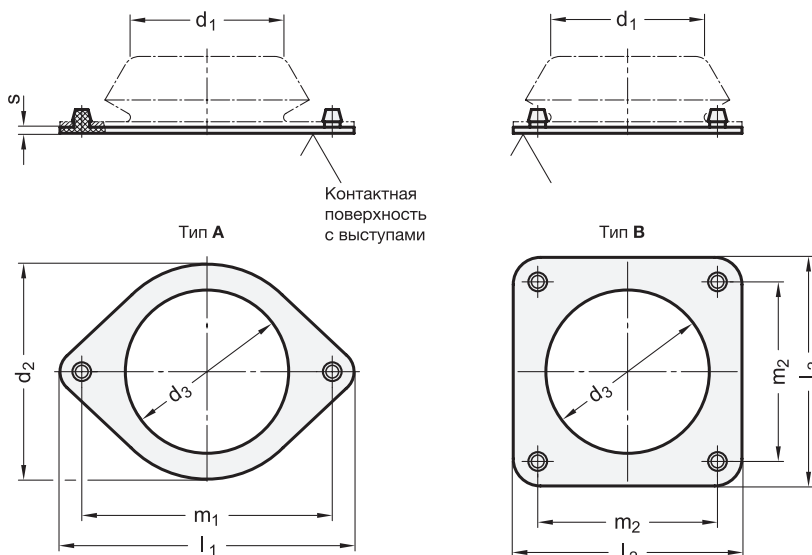 d1
d1
s
Контактная
поверхность
с выступами
Тип A
Тип B
d2
d3
m1
l1
d3
m2
l2
m2
l2